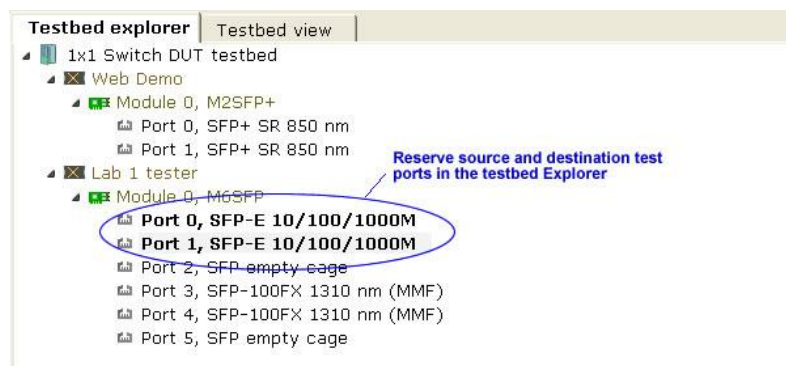 Testbed explorer
Testbed view
1x1 Switch DUT testbed
Web Demo
Module 0, M2SFP+
Port 0, SFP+ SR 850 nm
Port 1, SFP+ SR 850 nm
Reserve source and destination test
ports in the testbed Explorer
Lab 1 tester
Module 0, M6SFP
Port 0, SFP-E 10/100/1000M
Port 1, SFP-E 10/100/1000M
Port 2, SFP empty cage
Port 3, SFP-100FX 1310 nm (MMF)
Port 4, SFP-100FX 1310 nm (MMF)
Port 5, SFP empty cage